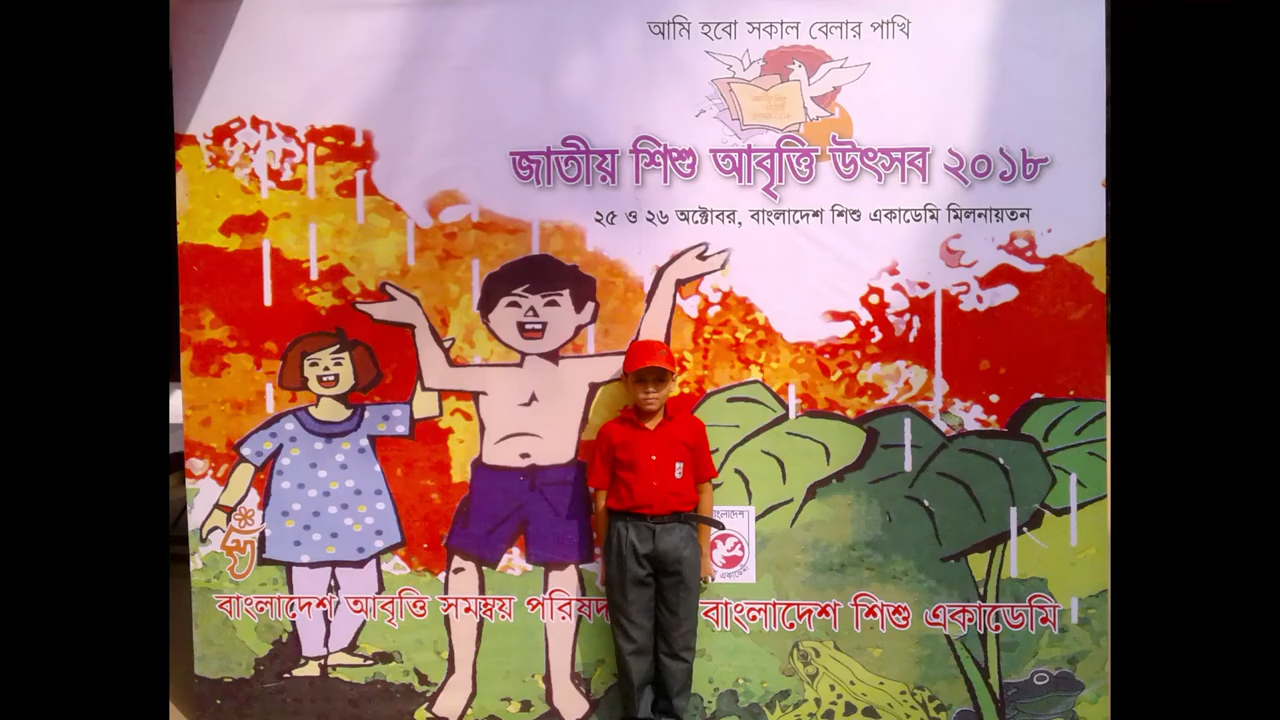 আমি হবো সকাল বেলার পাখি
জাতীয় শিশু আবৃত্তি উৎসব ২০১৮
২৫ ও ২৬ অক্টোবর, বাংলাদেশ শিশু একাডেমি মিলনায়তন
বাংলাদেশ
একাডেমী
বাংলাদেশ আবৃত্তি সমন্বয় পরিষদ বাংলাদেশ শিশু একাডেমি